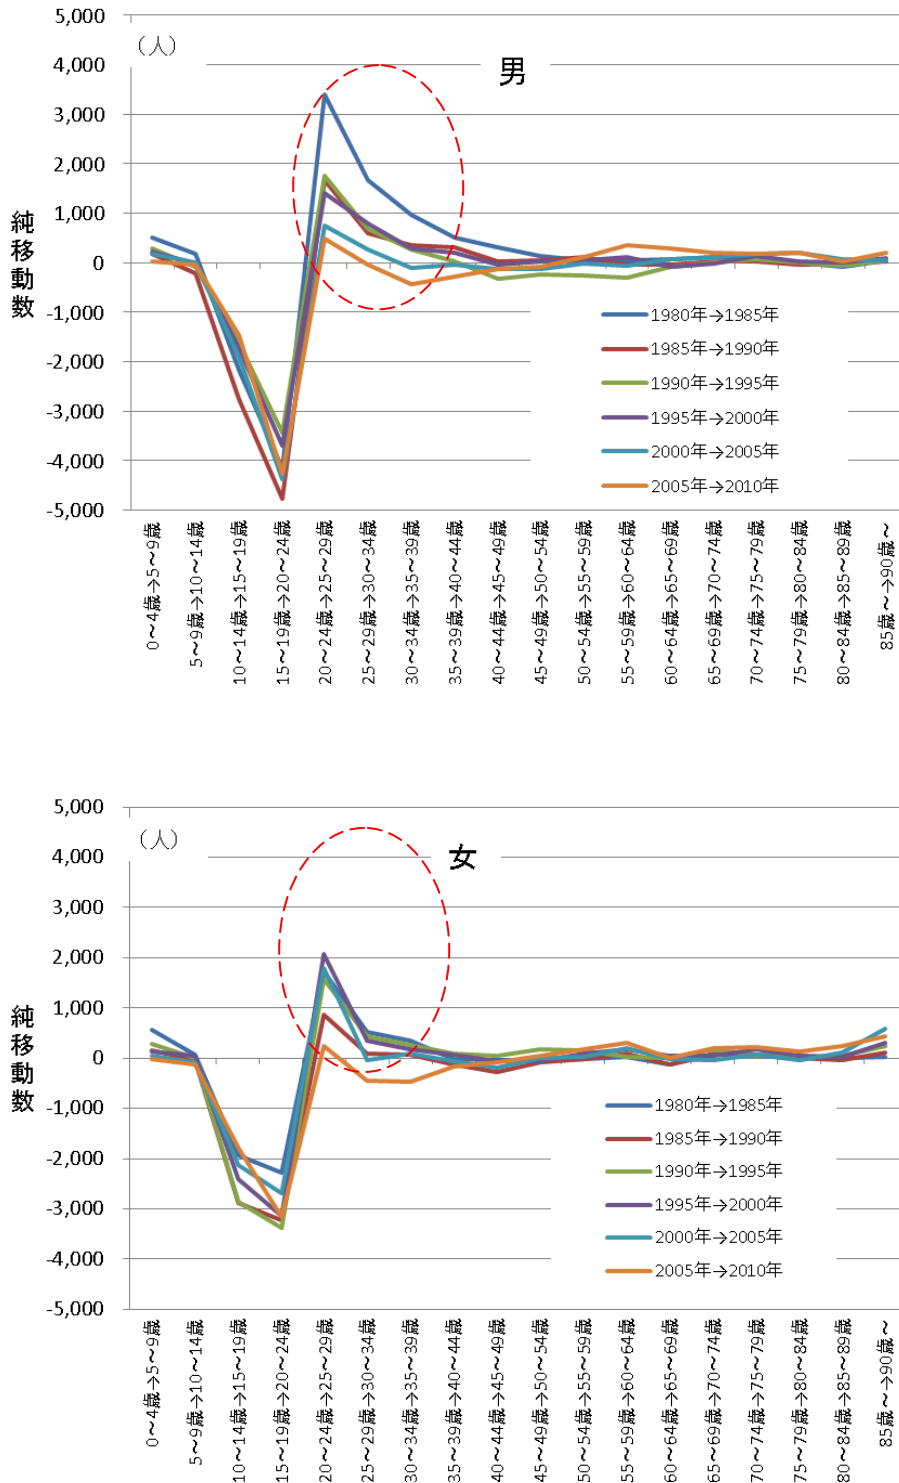 5,000
(人)
男
4,000
3,000
2,000
1,000
0
-1,000
-2,000
-3,000
-4,000
-5,000
純移動数
1980年→1985年
1985年→1990年
1990年→1995年
1995年→2000年
2000年→2005年
2005年→2010年
0～4歳→5～9歳
5～9歳→10～14歳
10～14歳→15～19歳
15～19歳→20～24歳
20～24歳→25～29歳
25～29歳→30～34歳
30～34歳→35～39歳
35～39歳→40～44歳
40～44歳→45～49歳
45～49歳→50～54歳
50～54歳→55～59歳
55～59歳→60～64歳
60～64歳→65～69歳
65～69歳→70～74歳
70～74歳→75～79歳
75～79歳→80～84歳
80～84歳→85～89歳
85歳～→90歳～
5,000
(人)
女
4,000
3,000
2,000
1,000
0
-1,000
-2,000
-3,000
-4,000
-5,000
純移動数
1980年→1985年
1985年→1990年
1990年→1995年
1995年→2000年
2000年→2005年
2005年→2010年
0～4歳→5～9歳
5～9歳→10～14歳
10～14歳→15～19歳
15～19歳→20～24歳
20～24歳→25～29歳
25～29歳→30～34歳
30～34歳→35～39歳
35～39歳→40～44歳
40～44歳→45～49歳
45～49歳→50～54歳
50～54歳→55～59歳
55～59歳→60～64歳
60～64歳→65～69歳
65～69歳→70～74歳
70～74歳→75～79歳
75～79歳→80～84歳
80～84歳→85～89歳
85歳～→90歳～